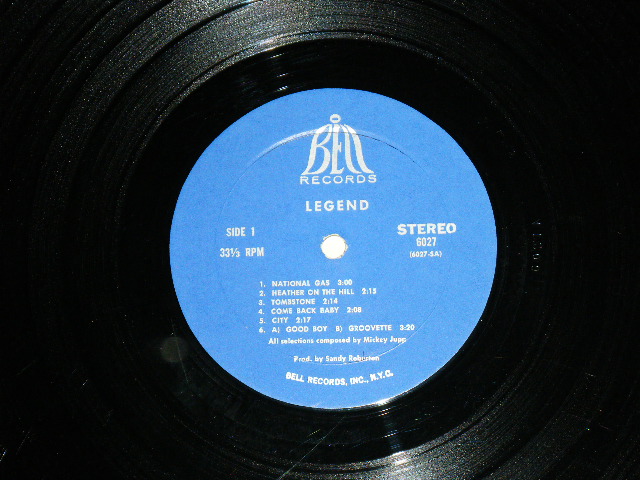 BELL
RECORDS
LEGEND
SIDE 1
33⅓ RPM
STEREO
6027
(6027-SA)
1. NATIONAL GAS 3:00
2. HEATHER ON THE HILL 2:15
3. TOMBSTONE 2:14
4. COME BACK BABY 2:08
5. CITY 2:17
6. A) GOOD BOY B) GROOVETTE 3:20
All selections composed by Mickey Jupp
Prod. by Sandy Roberton
BELL RECORDS, INC., N.Y.C.